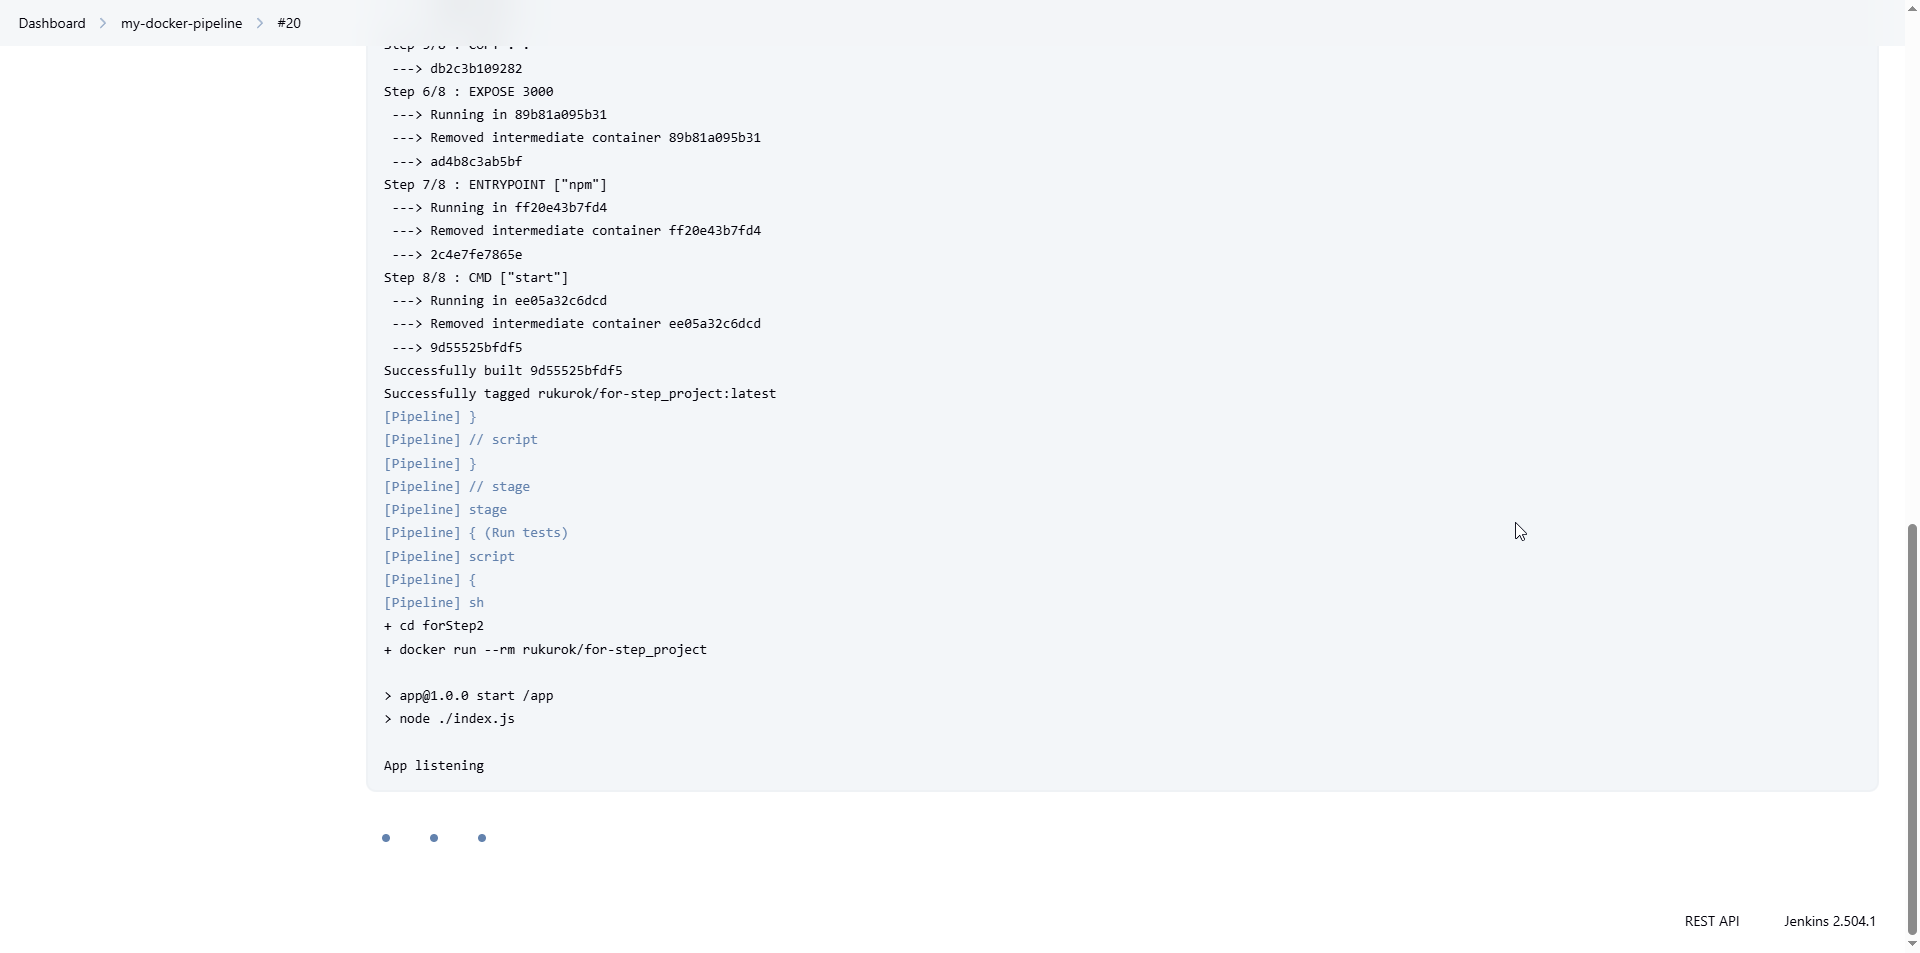 Dashboard > my-docker-pipeline > #20
Step 5/8 : COPY . .
 ---> db2c3b109282
Step 6/8 : EXPOSE 3000
 ---> Running in 89b81a095b31
 ---> Removed intermediate container 89b81a095b31
 ---> ad4b8c3ab5bf
Step 7/8 : ENTRYPOINT ["npm"]
 ---> Running in ff20e43b7fd4
 ---> Removed intermediate container ff20e43b7fd4
 ---> 2c4e7fe7865e
Step 8/8 : CMD ["start"]
 ---> Running in ee05a32c6dcd
 ---> Removed intermediate container ee05a32c6dcd
 ---> 9d55525bfdf5
Successfully built 9d55525bfdf5
Successfully tagged rukurok/for-step_project:latest
[Pipeline] }
[Pipeline] // script
[Pipeline] }
[Pipeline] // stage
[Pipeline] stage
[Pipeline] { (Run tests)
[Pipeline] script
[Pipeline] {
[Pipeline] sh
+ cd forStep2
+ docker run --rm rukurok/for-step_project
> app@1.0.0 start /app
> node ./index.js
App listening
REST API Jenkins 2.504.1